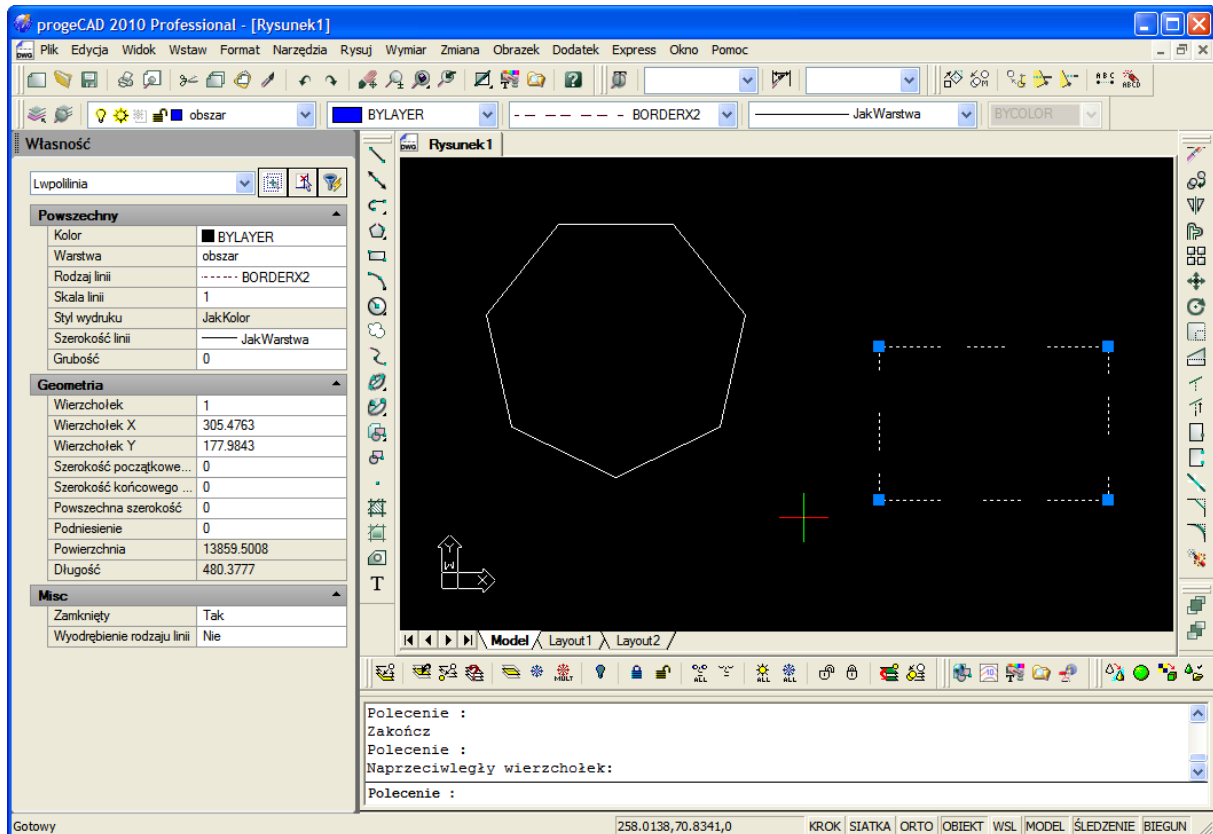 progeCAD 2010 Professional - [Rysunek1]
Plik Edycja Widok Wstaw Format Narzędzia Rysuj Wymiar Zmiana Obrazek Dodatek Express Okno Pomoc
obszar BYLAYER BORDERX2 JakWarstwa BYCOLOR
Własność
Rysunek1
Lwpolilinia
Powszechny
Kolor BYLAYER
Warstwa obszar
Rodzaj linii BORDERX2
Skala linii 1
Styl wydruku JakKolor
Szerokość linii JakWarstwa
Grubość 0
Geometria
Wierzchołek 1
Wierzchołek X 305.4763
Wierzchołek Y 177.9843
Szerokość początkowe... 0
Szerokość końcowego ... 0
Powszechna szerokość 0
Podniesienie 0
Powierzchnia 13859.5008
Długość 480.3777
Misc
Zamknięty Tak
Wyodrębienie rodzaju linii Nie
Y
W
X
T
Model Layout1 Layout2
MULT ALL ALL ALL
Polecenie :
Zakończ
Polecenie :
Naprzeciwległy wierzchołek:
Polecenie :
Gotowy 258.0138,70.8341,0 KROK SIATKA ORTO OBIEKT WSL MODEL ŚLEDZENIE BIEGUN